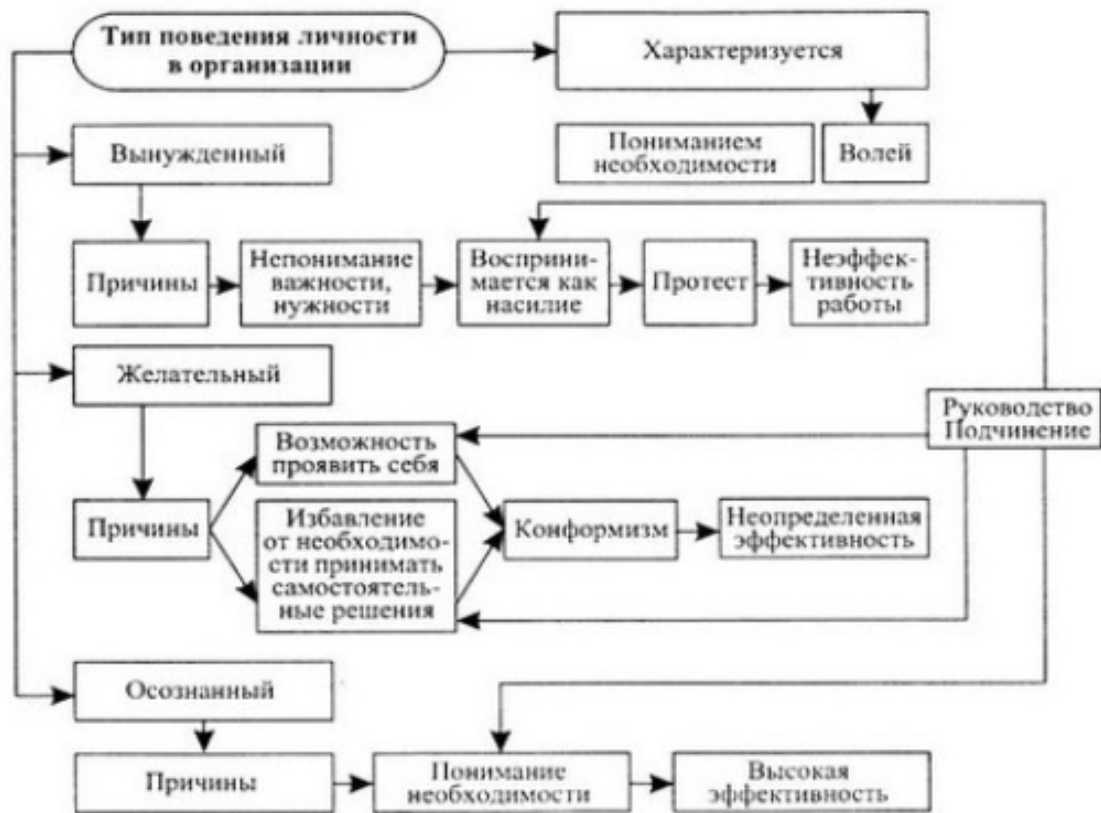 Тип поведения личности
в организации
Характеризуется
Вынужденный
Пониманием
необходимости
Волей
Причины
Непонимание
важности,
нужности
Восприни-
мается как
насилие
Протест
Неэффек-
тивность
работы
Желательный
Руководство
Подчинение
Возможность
проявить себя
Причины
Избавление
от необходимо-
сти принимать
самостоятель-
ные решения
Конформизм
Неопределенная
эффективность
Осознанный
Причины
Понимание
необходимости
Высокая
эффективность